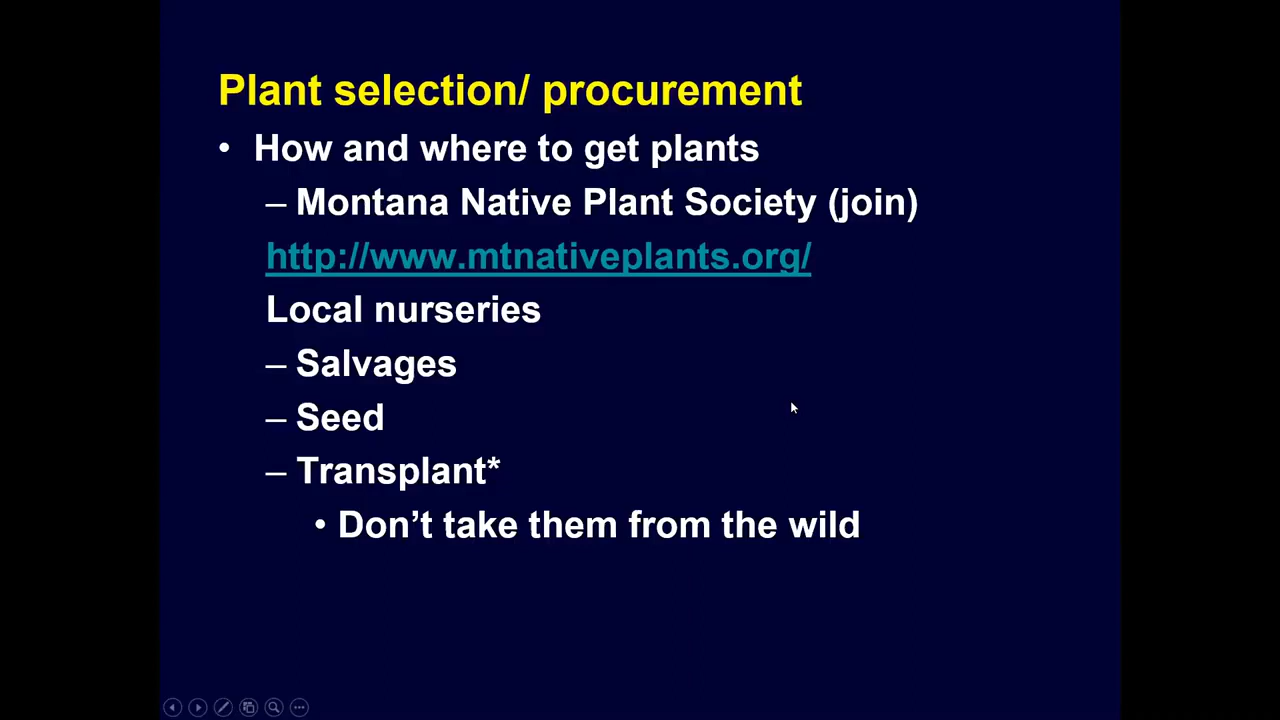 Plant selection/ procurement
• How and where to get plants
– Montana Native Plant Society (join)
http://www.mtnativeplants.org/
Local nurseries
– Salvages
– Seed
– Transplant*
• Don’t take them from the wild